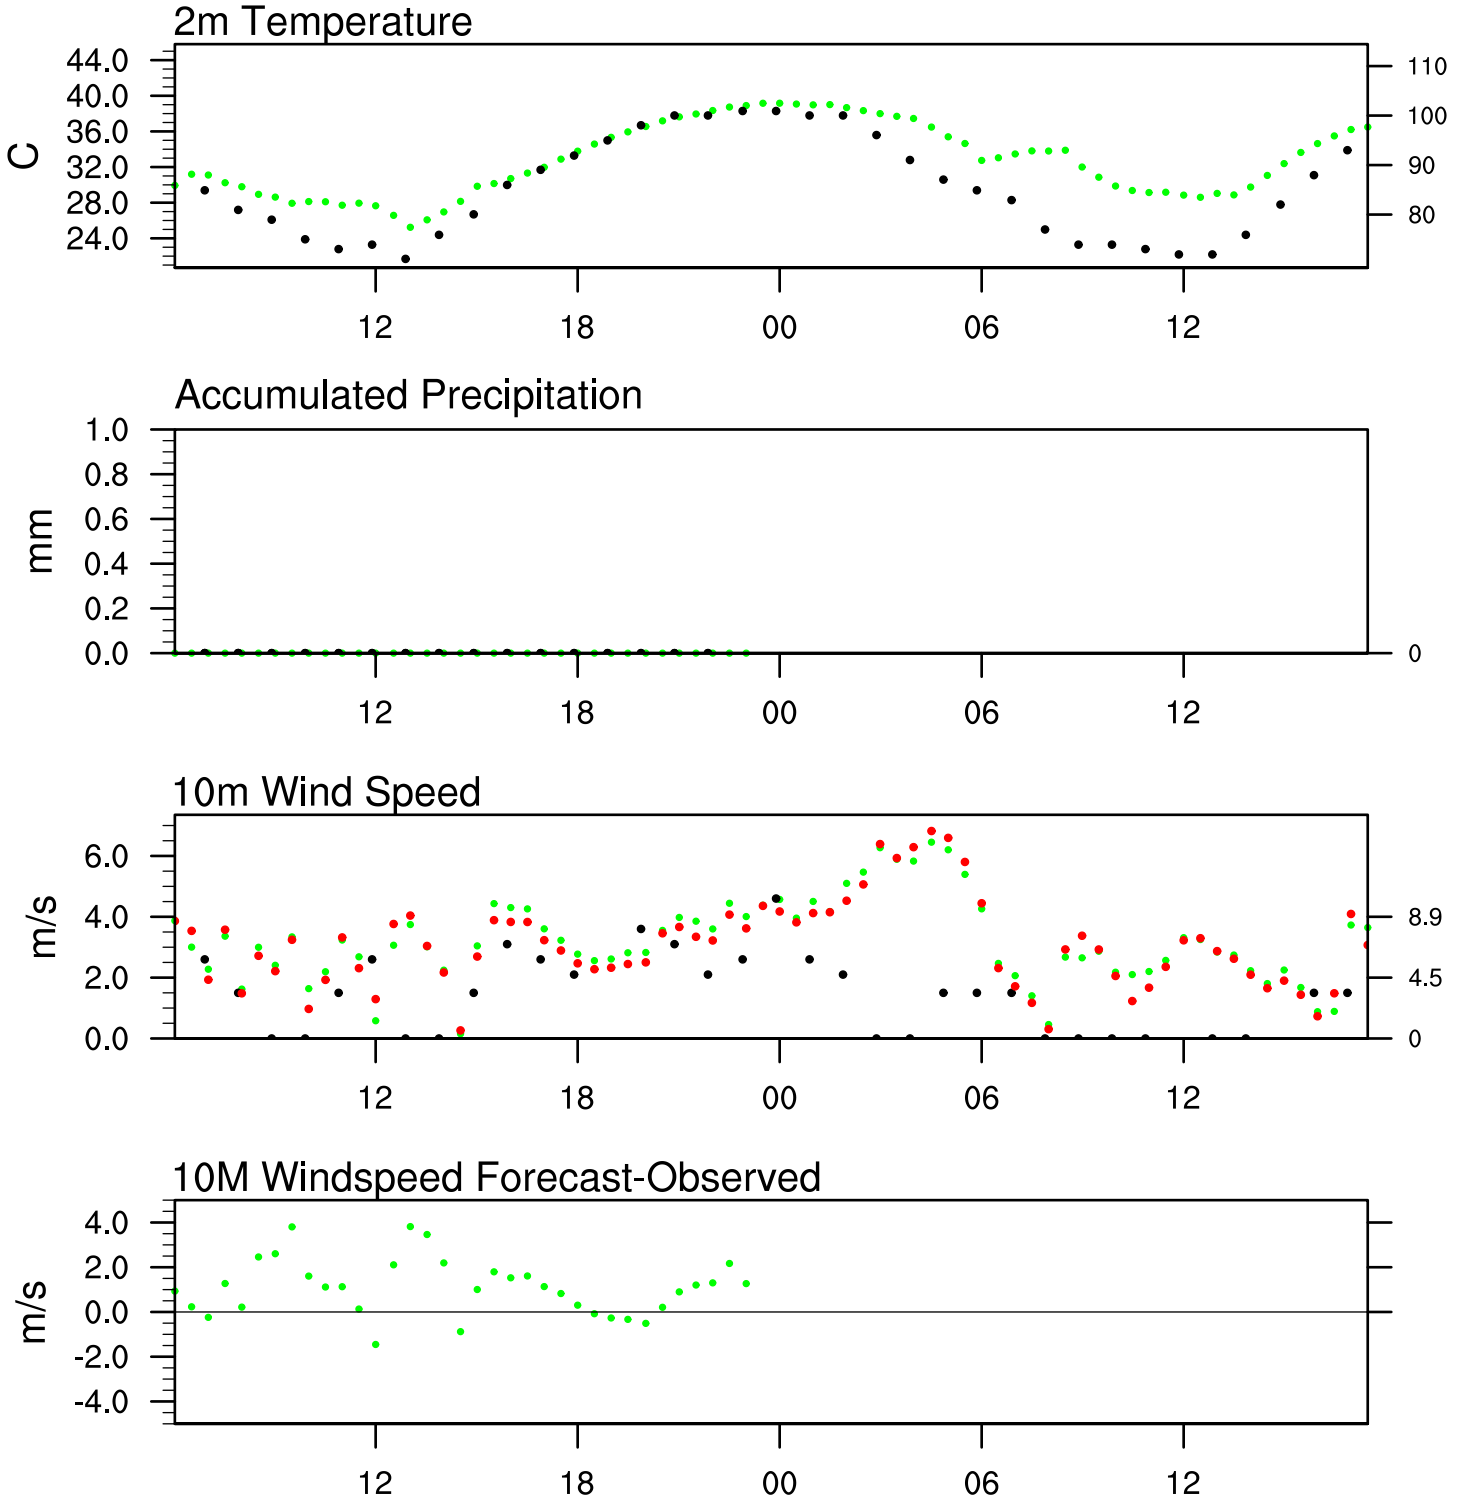 2m Temperature
44.0
40.0
36.0
32.0
28.0
24.0
C
110
100
90
80
12 18 00 06 12
Accumulated Precipitation
1.0
0.8
0.6
0.4
0.2
0.0
mm
0
12 18 00 06 12
10m Wind Speed
6.0
4.0
2.0
0.0
m/s
8.9
4.5
0
12 18 00 06 12
10M Windspeed Forecast-Observed
4.0
2.0
0.0
-2.0
-4.0
m/s
12 18 00 06 12